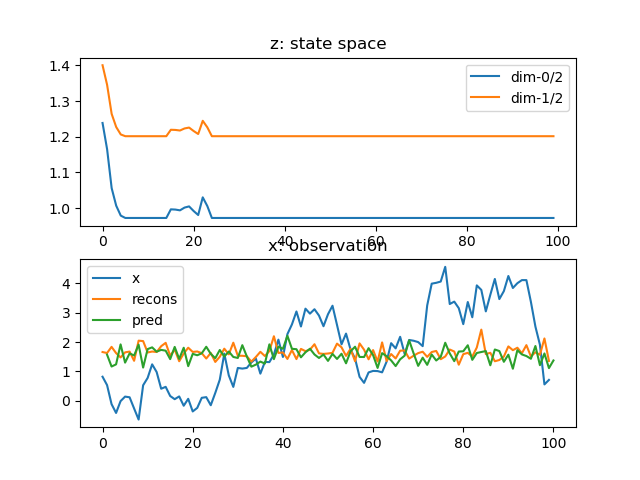 z: state space
1.4
1.3
1.2
1.1
1.0
dim-0/2
dim-1/2
0 20 40 60 80 100
x: observation
4
3
2
1
0
x
recons
pred
0 20 40 60 80 100